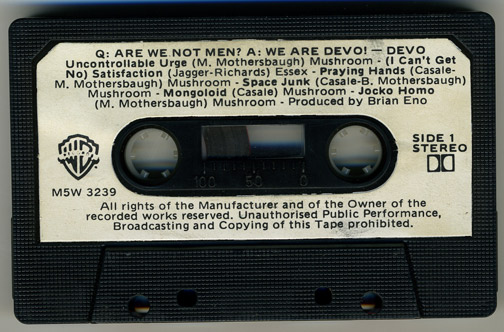 Q: ARE WE NOT MEN? A: WE ARE DEVO! — DEVO
Uncontrollable Urge (M. Mothersbaugh) Mushroom - (I Can't Get
No) Satisfaction (Jagger-Richards) Essex - Praying Hands (Casale-
M. Mothersbaugh) Mushroom - Space Junk (Casale-B. Mothersbaugh)
Mushroom - Mongoloid (Casale) Mushroom - Jocko Homo
(M. Mothersbaugh) Mushroom - Produced by Brian Eno
SIDE 1
STEREO
100 50 0
M5W 3239
All rights of the Manufacturer and of the Owner of the
recorded works reserved. Unauthorised Public Performance,
Broadcasting and Copying of this Tape prohibited.